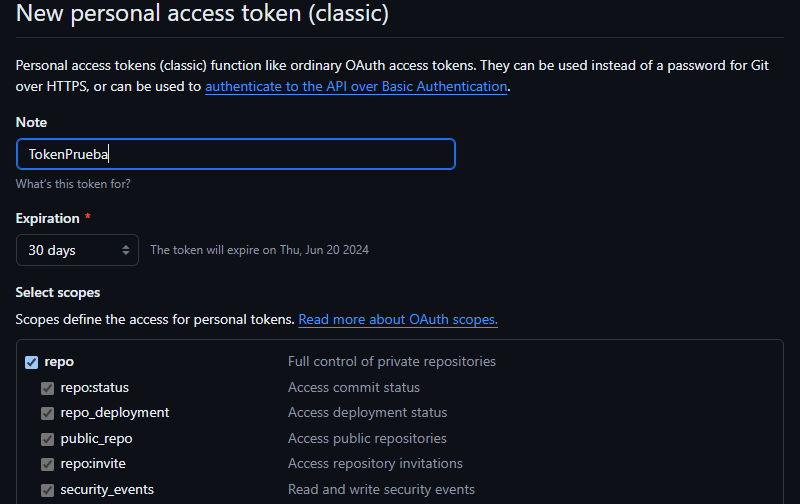 New personal access token (classic)
Personal access tokens (classic) function like ordinary OAuth access tokens. They can be used instead of a password for Git
over HTTPS, or can be used to authenticate to the API over Basic Authentication.
Note
TokenPrueba
What's this token for?
Expiration *
30 days The token will expire on Thu, Jun 20 2024
Select scopes
Scopes define the access for personal tokens. Read more about OAuth scopes.
repo Full control of private repositories
repo:status Access commit status
repo_deployment Access deployment status
public_repo Access public repositories
repo:invite Access repository invitations
security_events Read and write security events